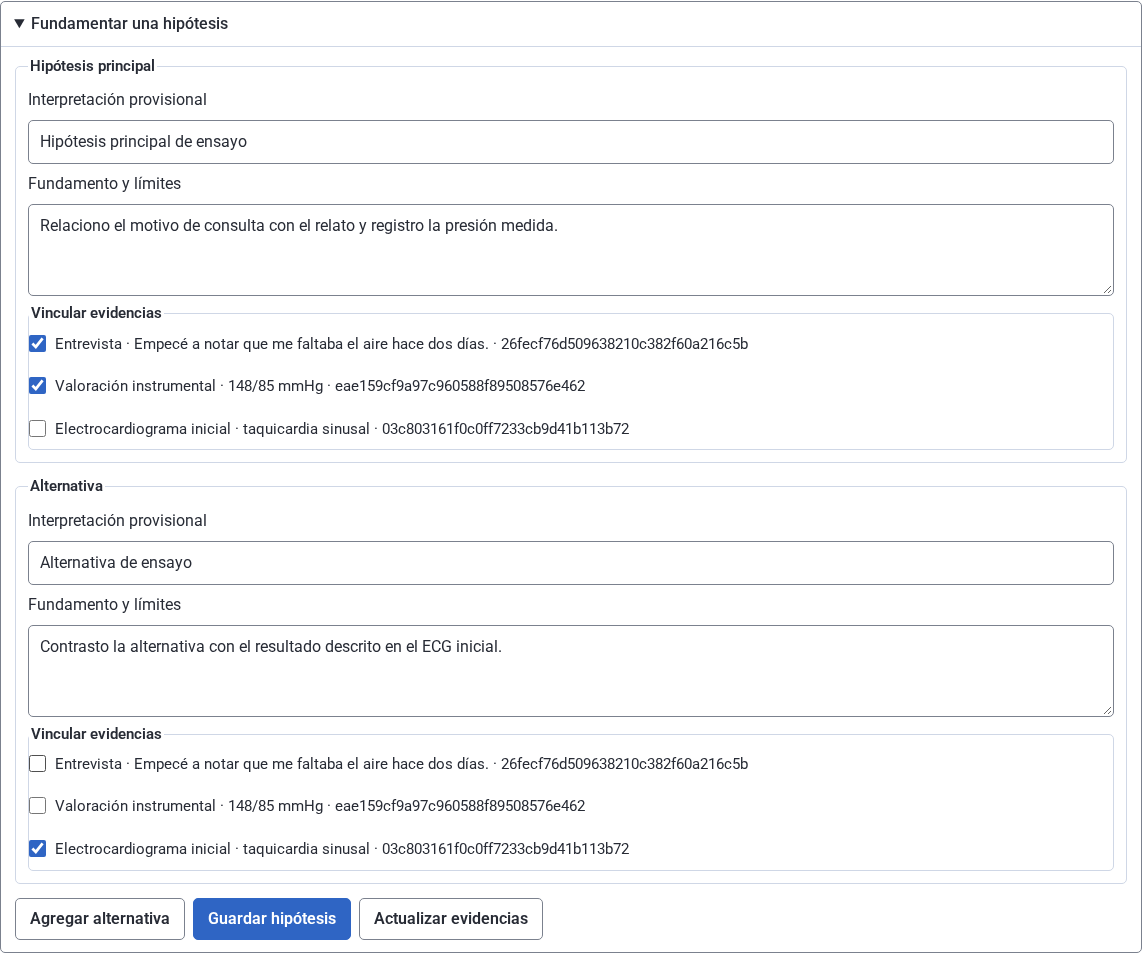 Fundamentar una hipótesis
Hipótesis principal
Interpretación provisional
Hipótesis principal de ensayo
Fundamento y límites
Relaciono el motivo de consulta con el relato y registro la presión medida.
Vincular evidencias
Entrevista · Empecé a notar que me faltaba el aire hace dos días. · 26fecf76d509638210c382f60a216c5b
Valoración instrumental · 148/85 mmHg · eae159cf9a97c960588f89508576e462
Electrocardiograma inicial · taquicardia sinusal · 03c803161f0c0ff7233cb9d41b113b72
Alternativa
Interpretación provisional
Alternativa de ensayo
Fundamento y límites
Contrasto la alternativa con el resultado descrito en el ECG inicial.
Vincular evidencias
Entrevista · Empecé a notar que me faltaba el aire hace dos días. · 26fecf76d509638210c382f60a216c5b
Valoración instrumental · 148/85 mmHg · eae159cf9a97c960588f89508576e462
Electrocardiograma inicial · taquicardia sinusal · 03c803161f0c0ff7233cb9d41b113b72
Agregar alternativa Guardar hipótesis Actualizar evidencias